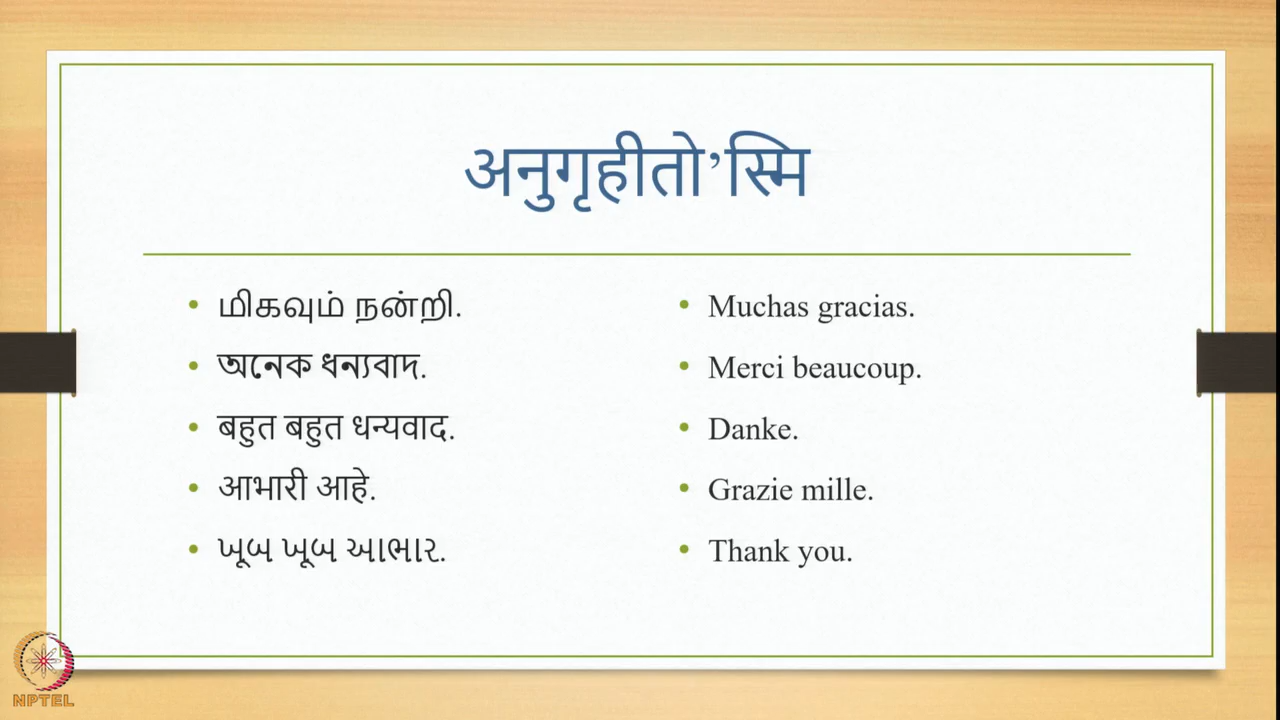 अनुगृहीतो’स्मि
மிகவும் நன்றி.
অনেক ধন্যবাদ.
बहुत बहुत धन्यवाद.
आभारी आहे.
ખૂબ ખૂબ આભાર.
Muchas gracias.
Merci beaucoup.
Danke.
Grazie mille.
Thank you.
NPTEL